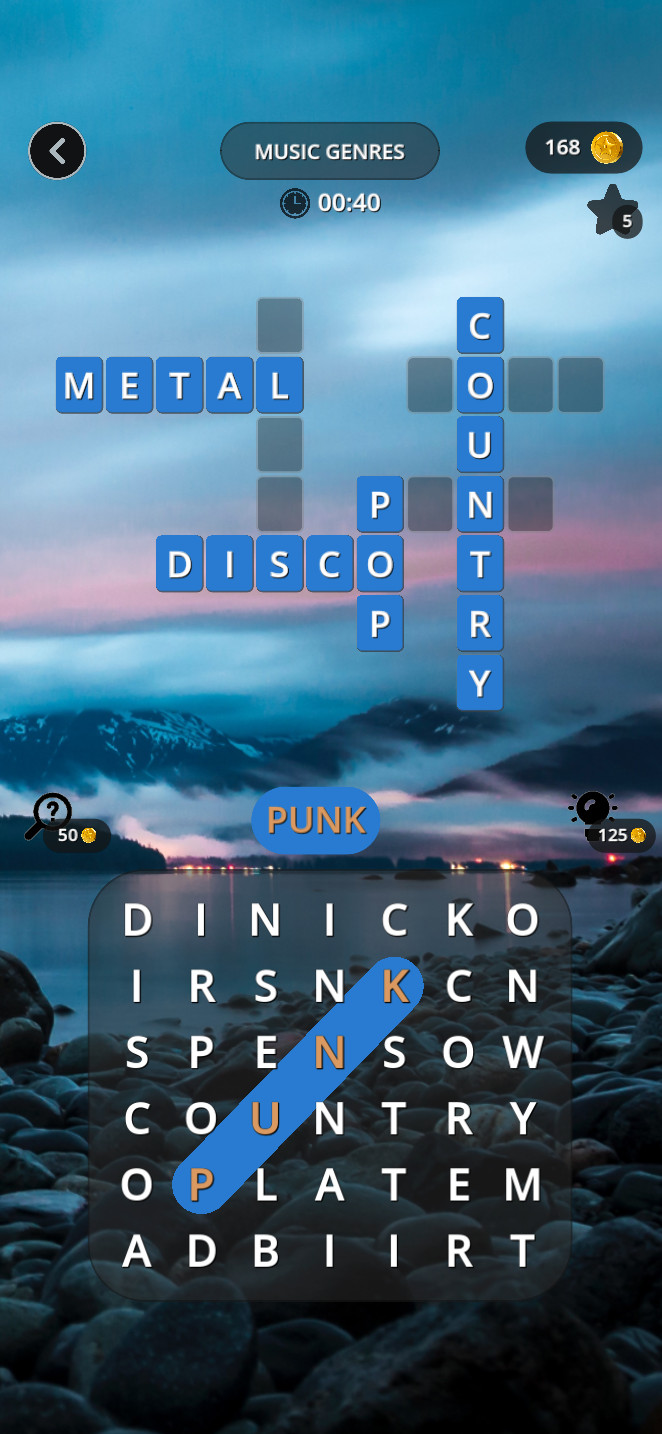 MUSIC GENRES
168
00:40
5
C
METAL O
U
P N
DISCO T
P R
Y
PUNK
50
125
D I N I C K O
I R S N K C N
S P E N S O W
C O U N T R Y
O P L A T E M
A D B I I R T